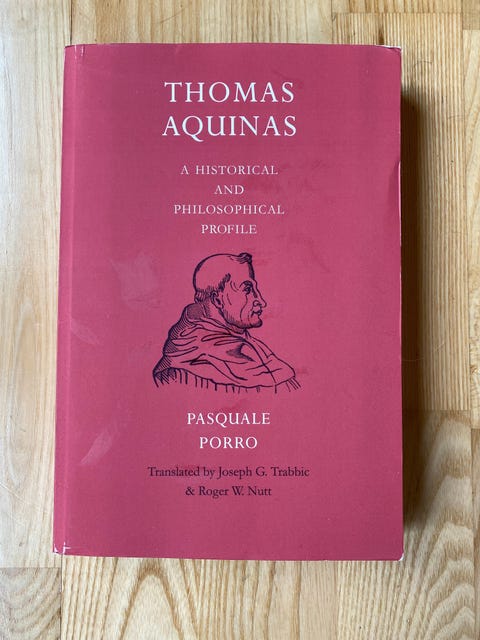 THOMAS
AQUINAS
A HISTORICAL
AND
PHILOSOPHICAL
PROFILE
PASQUALE
PORRO
Translated by Joseph G. Trabbic
& Roger W. Nutt